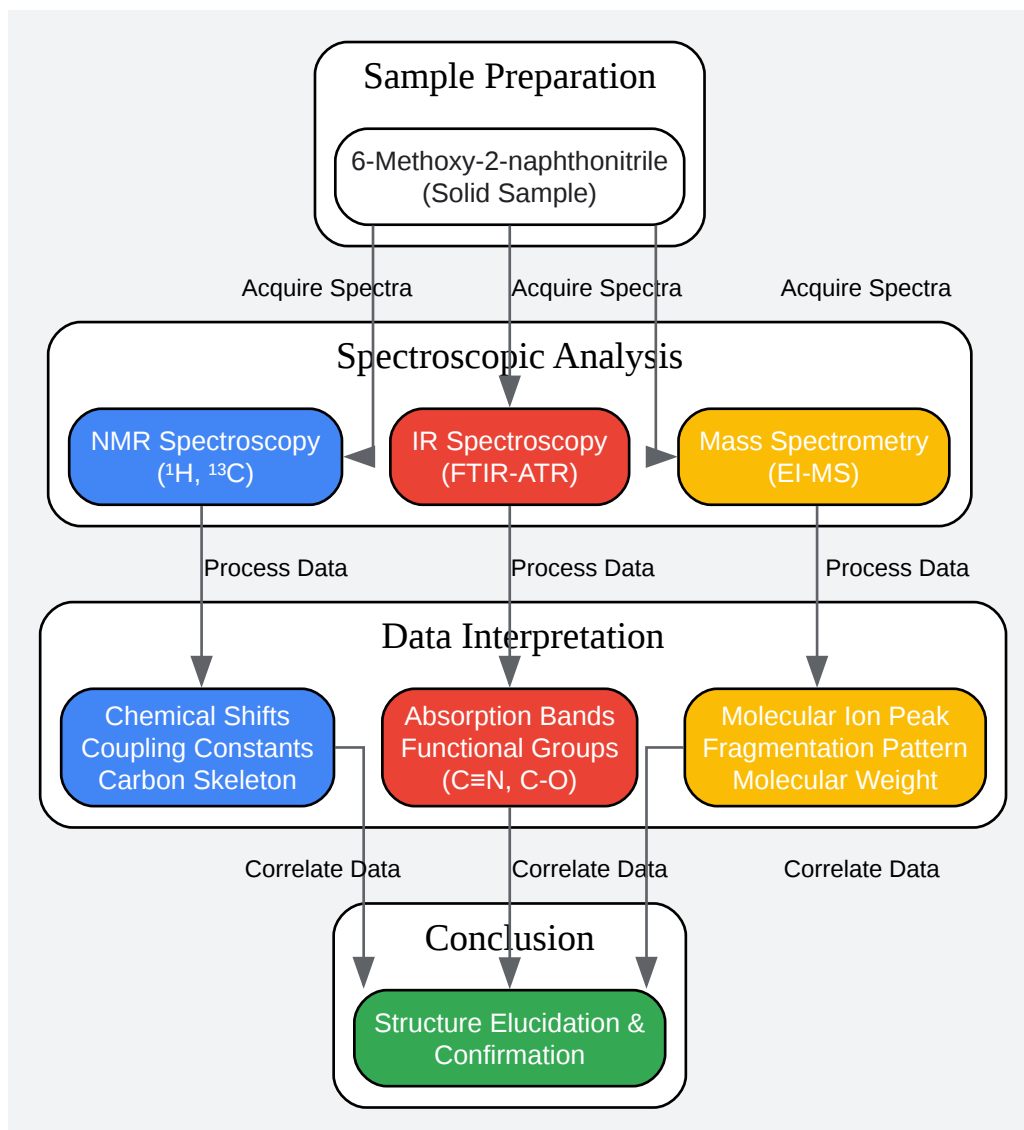 Sample Preparation
6-Methoxy-2-naphthonitrile
(Solid Sample)
Acquire Spectra
Acquire Spectra
Acquire Spectra
Spectroscopic Analysis
NMR Spectroscopy
(¹H, ¹³C)
IR Spectroscopy
(FTIR-ATR)
Mass Spectrometry
(EI-MS)
Process Data
Process Data
Process Data
Data Interpretation
Chemical Shifts
Coupling Constants
Carbon Skeleton
Absorption Bands
Functional Groups
(C≡N, C-O)
Molecular Ion Peak
Fragmentation Pattern
Molecular Weight
Correlate Data
Correlate Data
Correlate Data
Conclusion
Structure Elucidation &
Confirmation